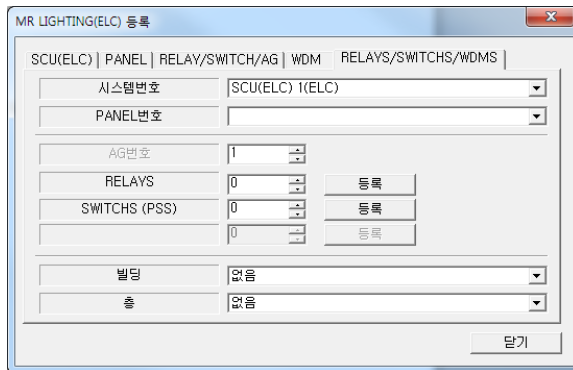 MR LIGHTING(ELC) 등록
SCU(ELC) | PANEL | RELAY/SWITCH/AG | WDM | RELAYS/SWITCHS/WDMS
시스템번호 SCU(ELC) 1(ELC)
PANEL번호
AG번호 1
RELAYS 0 등록
SWITCHS (PSS) 0 등록
0 등록
빌딩 없음
층 없음
닫기